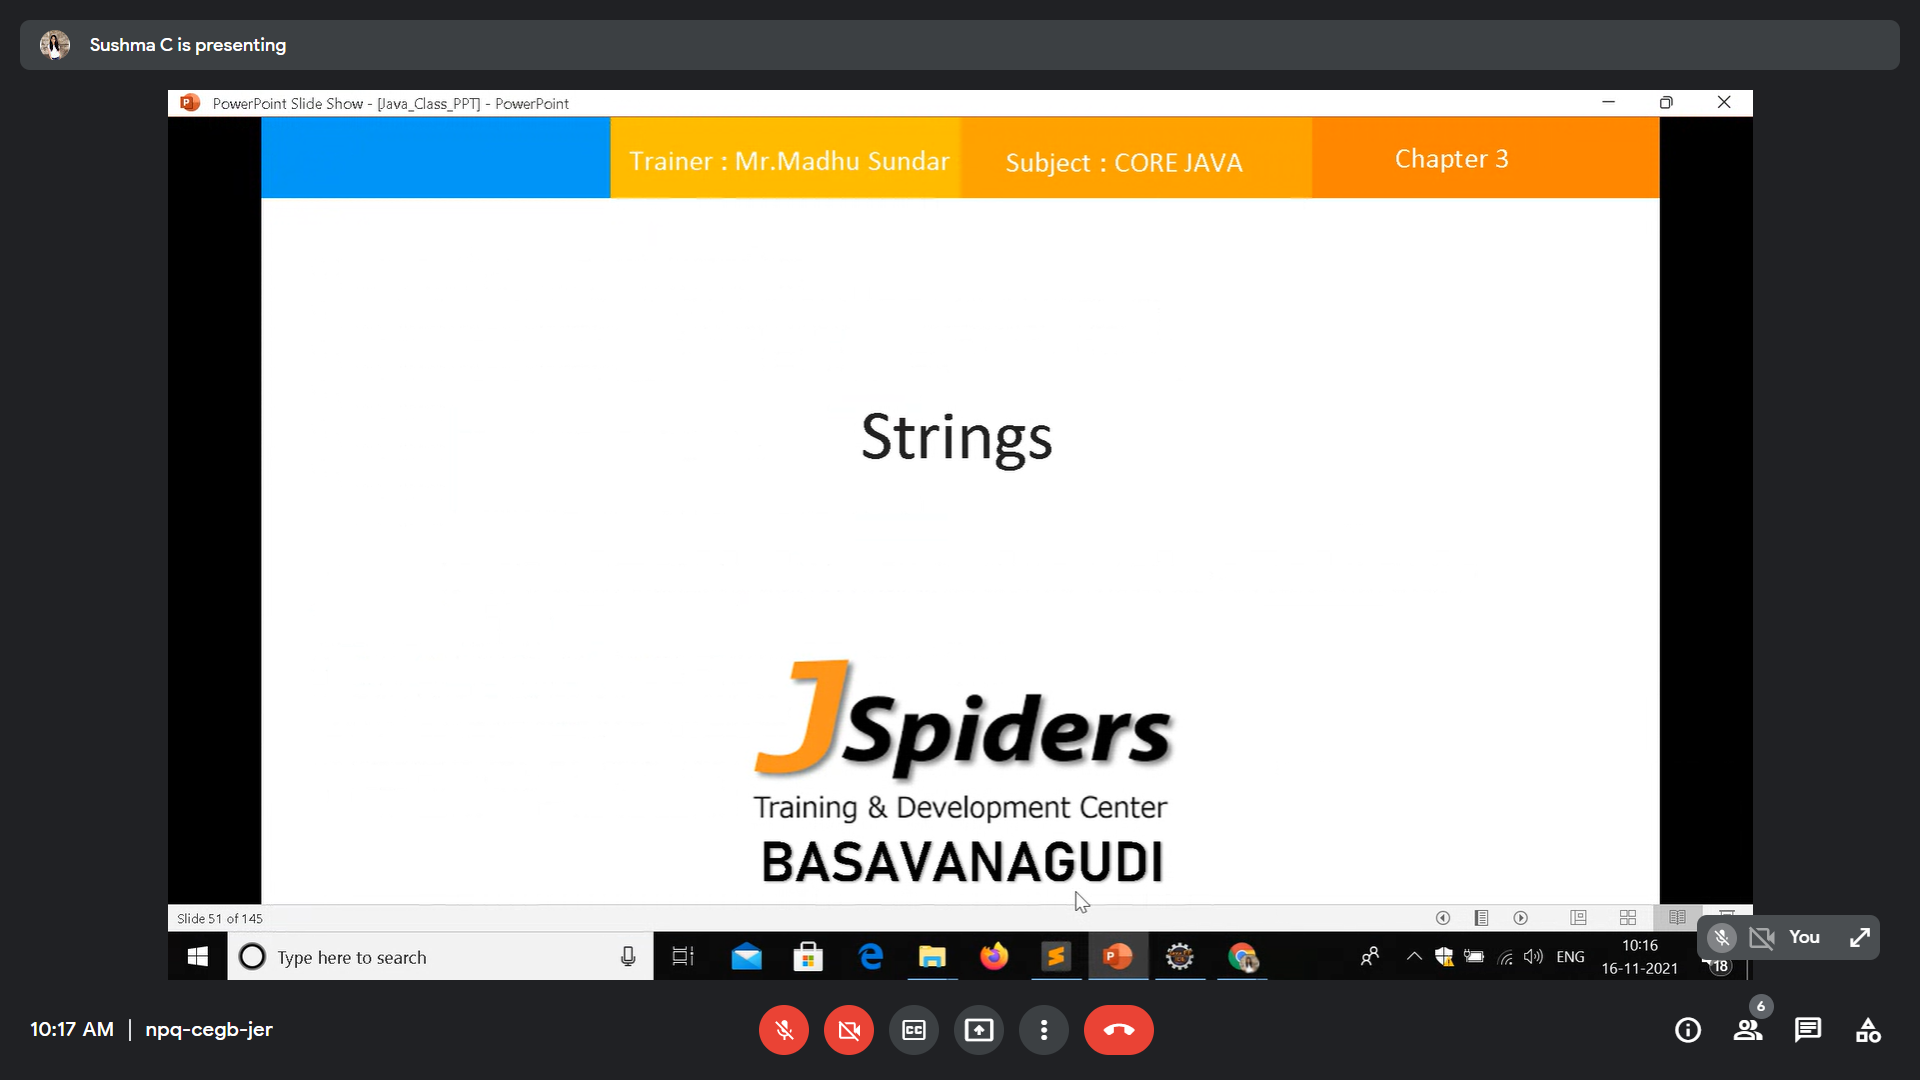 Sushma C is presenting
PowerPoint Slide Show - [Java_Class_PPT] - PowerPoint
Trainer : Mr.Madhu Sundar
Subject : CORE JAVA
Chapter 3
Strings
JSpiders
Training & Development Center
BASAVANAGUDI
Slide 51 of 145
Type here to search
ENG
10:16
16-11-2021
18
You
10:17 AM | npq-cegb-jer
CC
6